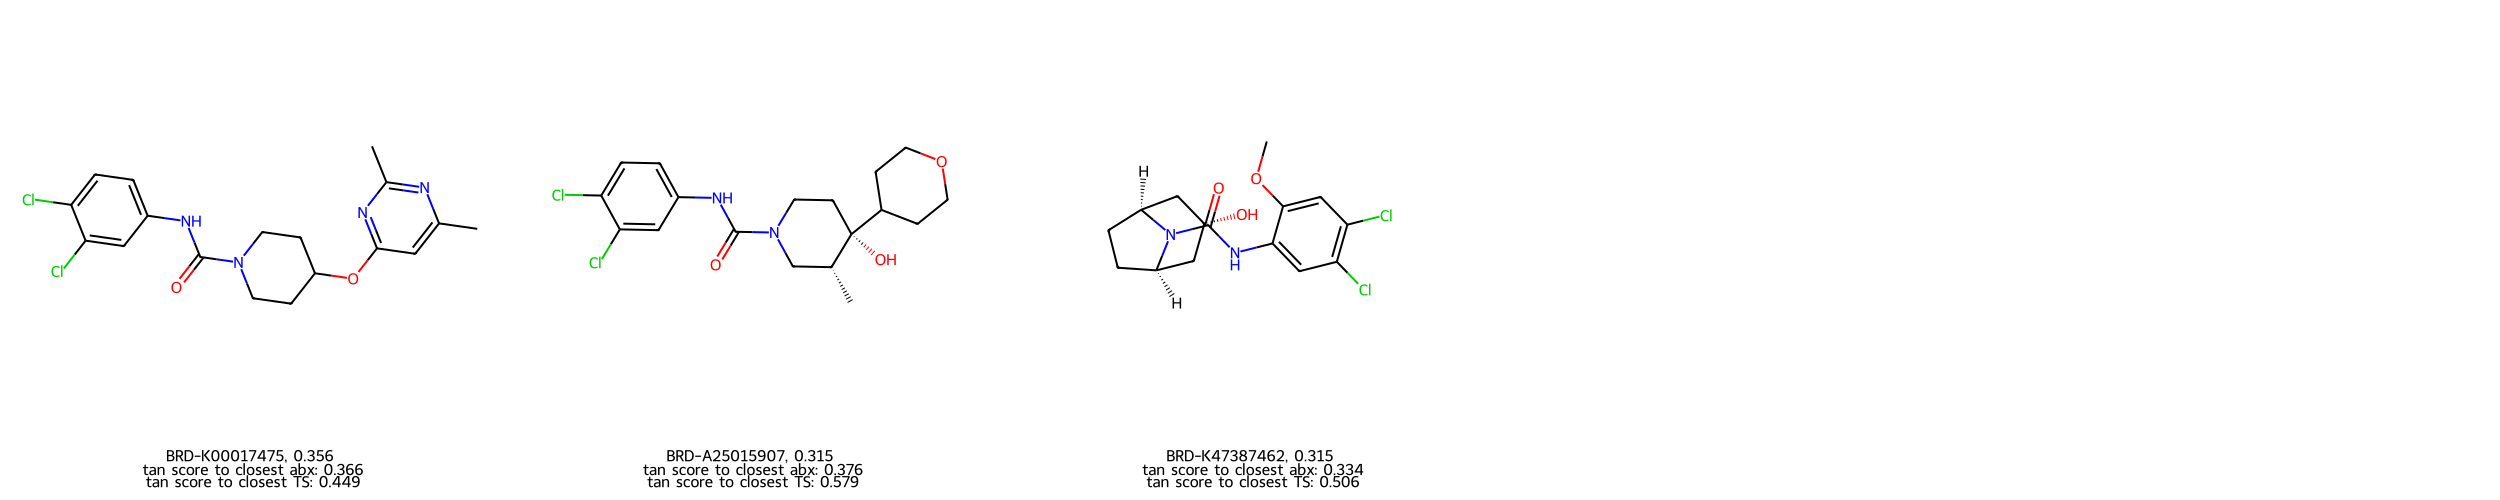 Cl
Cl
NH
O
N
O
N
N
Cl
Cl
NH
O
N
OH
O
H
H
N
O
OH
N
H
O
Cl
Cl
BRD-K00017475, 0.356
tan score to closest abx: 0.366
tan score to closest TS: 0.449
BRD-A25015907, 0.315
tan score to closest abx: 0.376
tan score to closest TS: 0.579
BRD-K47387462, 0.315
tan score to closest abx: 0.334
tan score to closest TS: 0.506